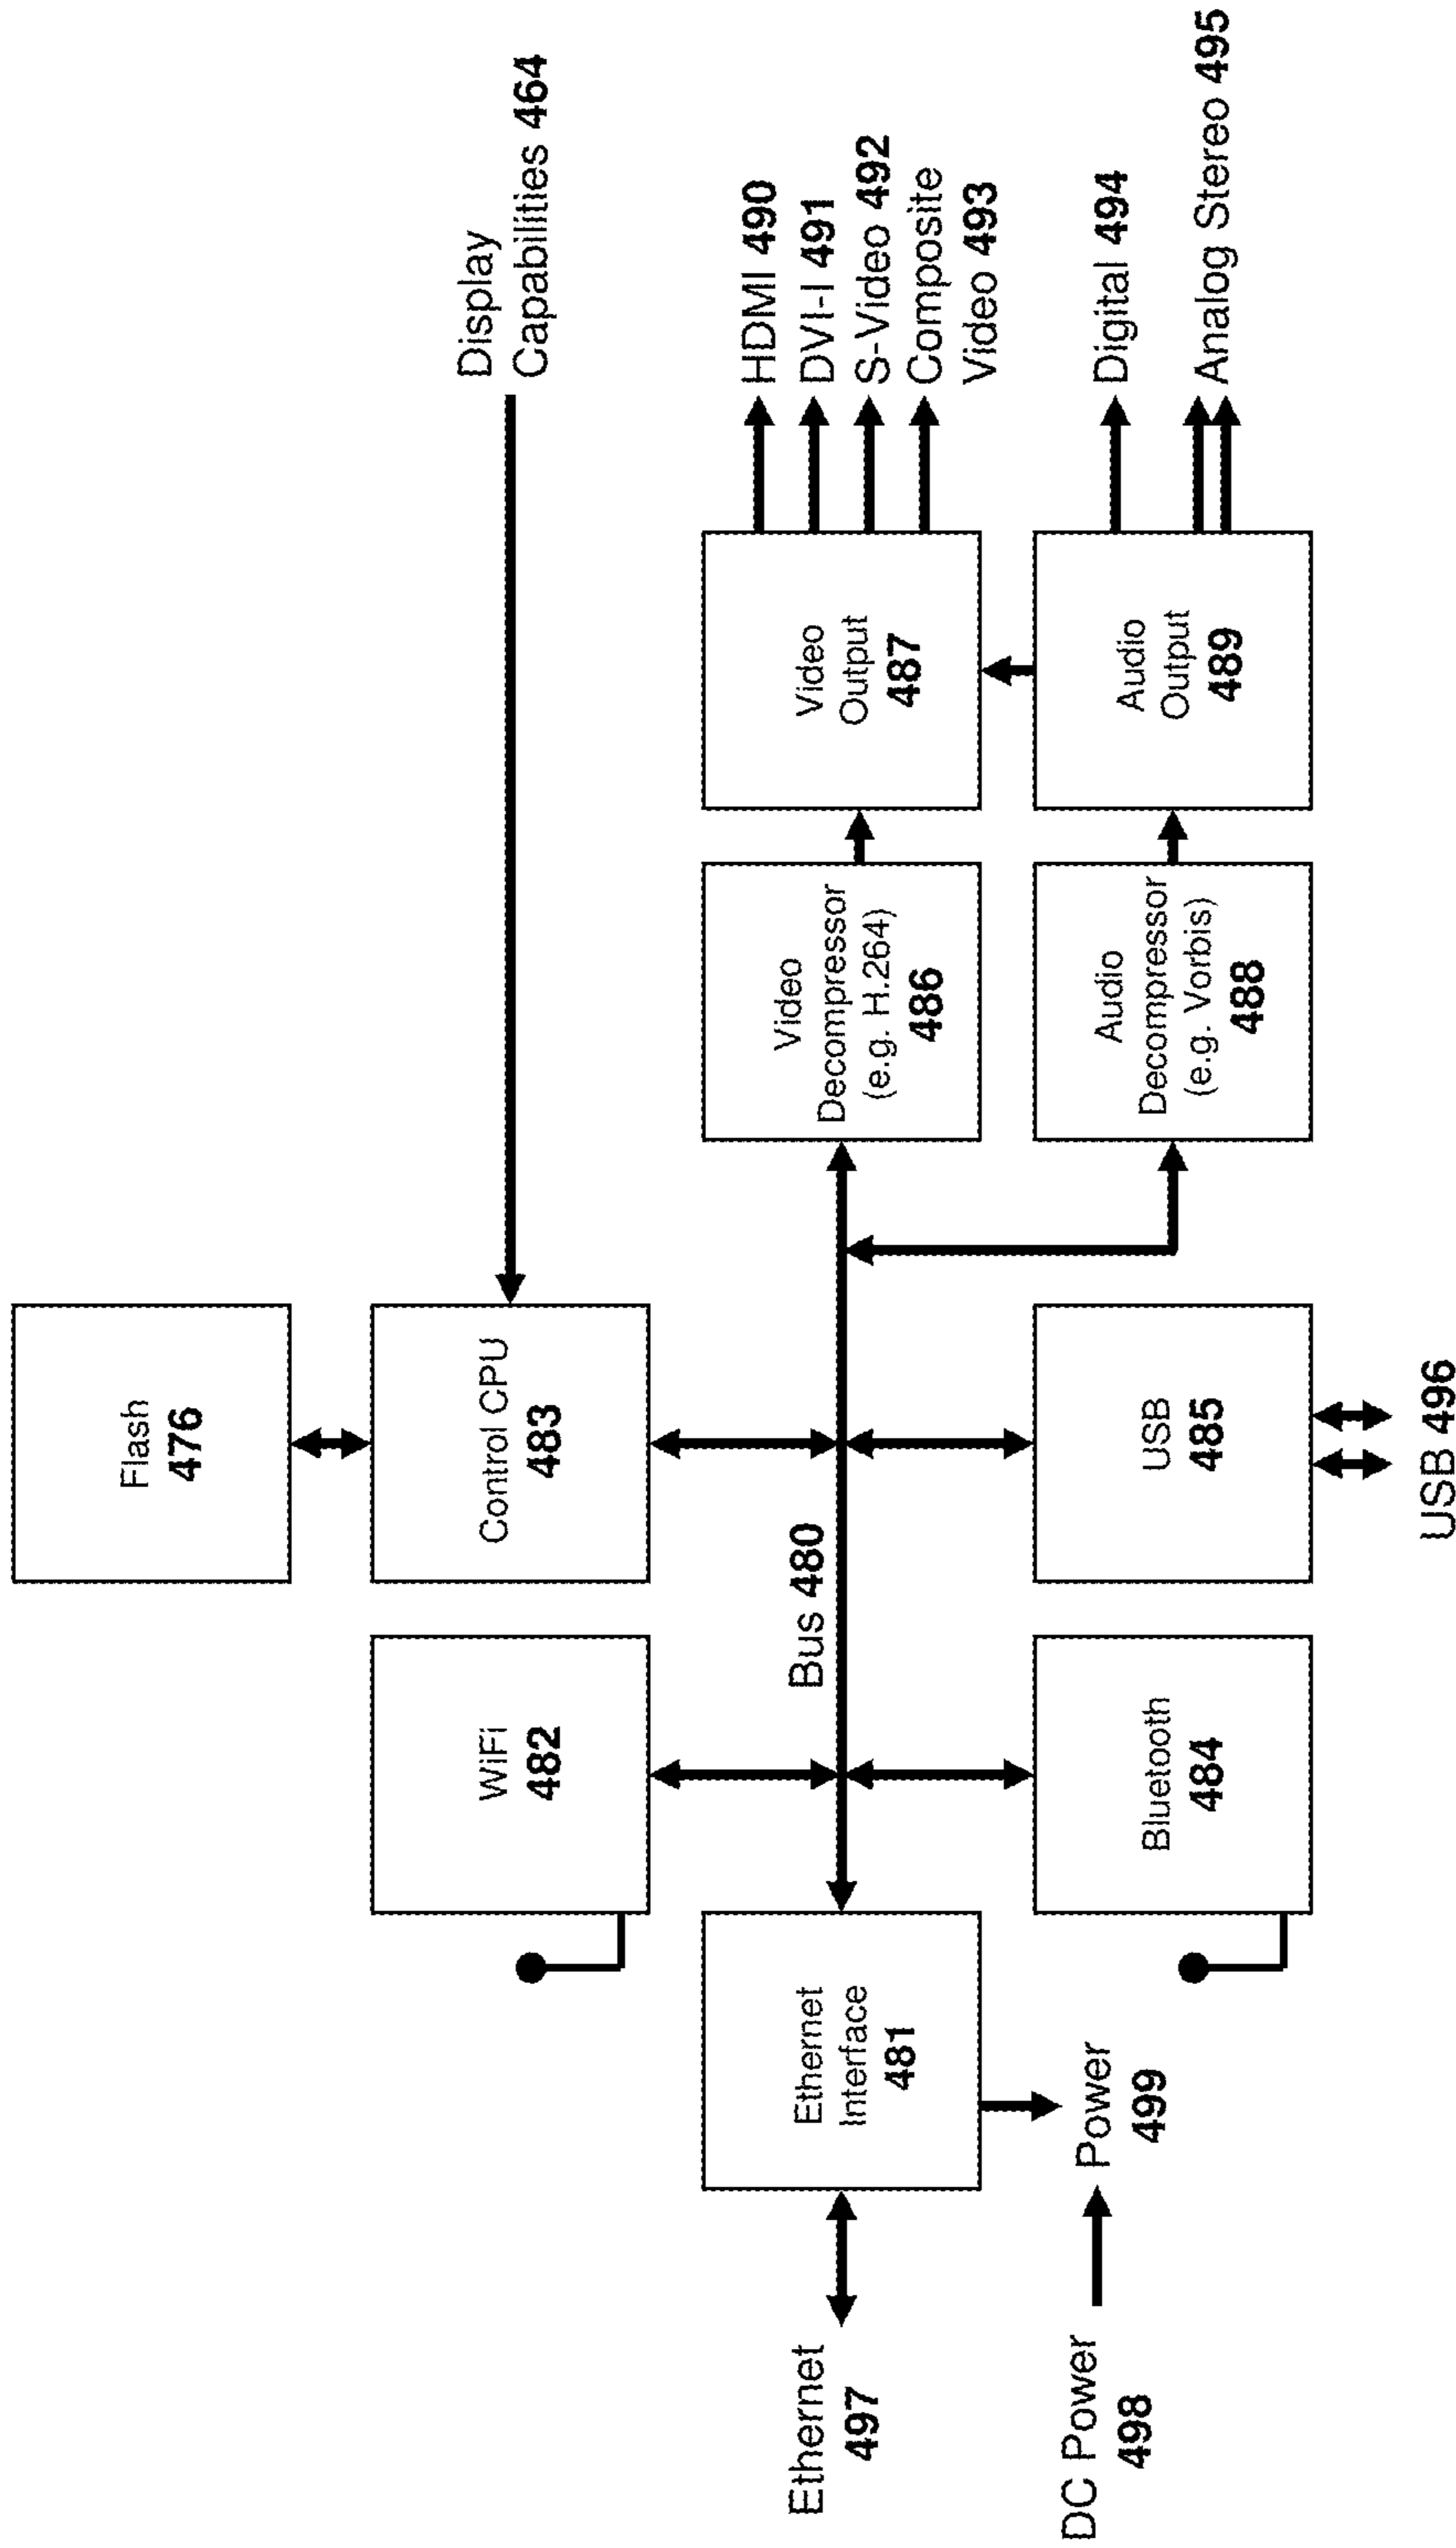 Flash
476
Display
Capabilities 464
WiFi
482
Control CPU
483
Ethernet
497
Ethernet
Interface
481
Bus 480
Video
Decompressor
(e.g. H.264)
486
Video
Output
487
HDMI 490
DVI-I 491
S-Video 492
Composite
Video 493
DC Power
498
Power
499
Bluetooth
484
USB
485
Audio
Decompressor
(e.g. Vorbis)
488
Audio
Output
489
Digital 494
Analog Stereo 495
USB 496